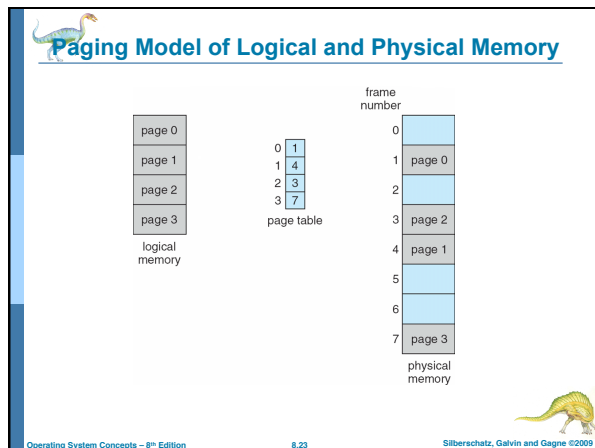 Paging Model of Logical and Physical Memory
page 0
page 1
page 2
page 3
logical
memory
0 1
1 4
2 3
3 7
page table
frame
number
0
1 page 0
2
3 page 2
4 page 1
5
6
7 page 3
physical
memory
Operating System Concepts – 8th Edition 8.23 Silberschatz, Galvin and Gagne ©2009